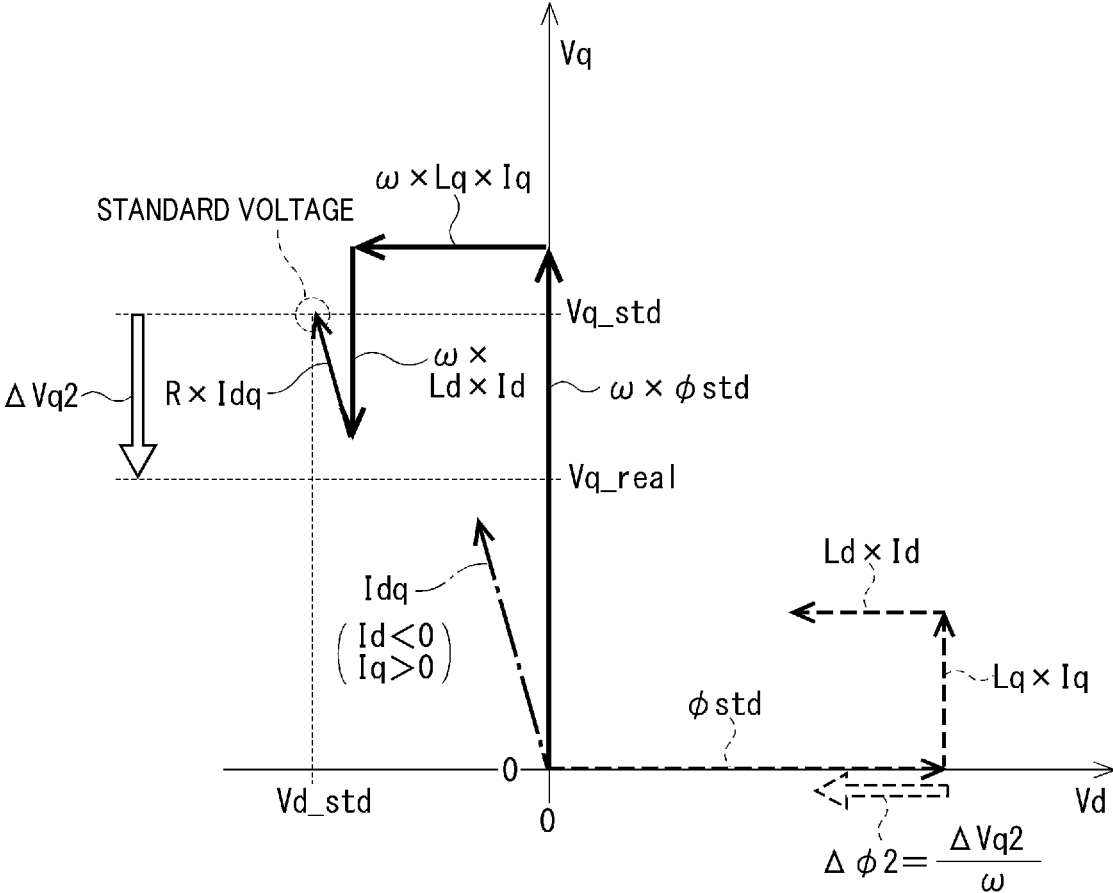 Vq
ω×Lq×Iq
STANDARD VOLTAGE
Vq_std
ω×
Ld×Id
ΔVq2
R×Idq
ω×φstd
Vq_real
Ld×Id
Idq
(Id<0
Iq>0)
Lq×Iq
φstd
0
Vd_std
0
Vd
Δφ2=ΔVq2/ω